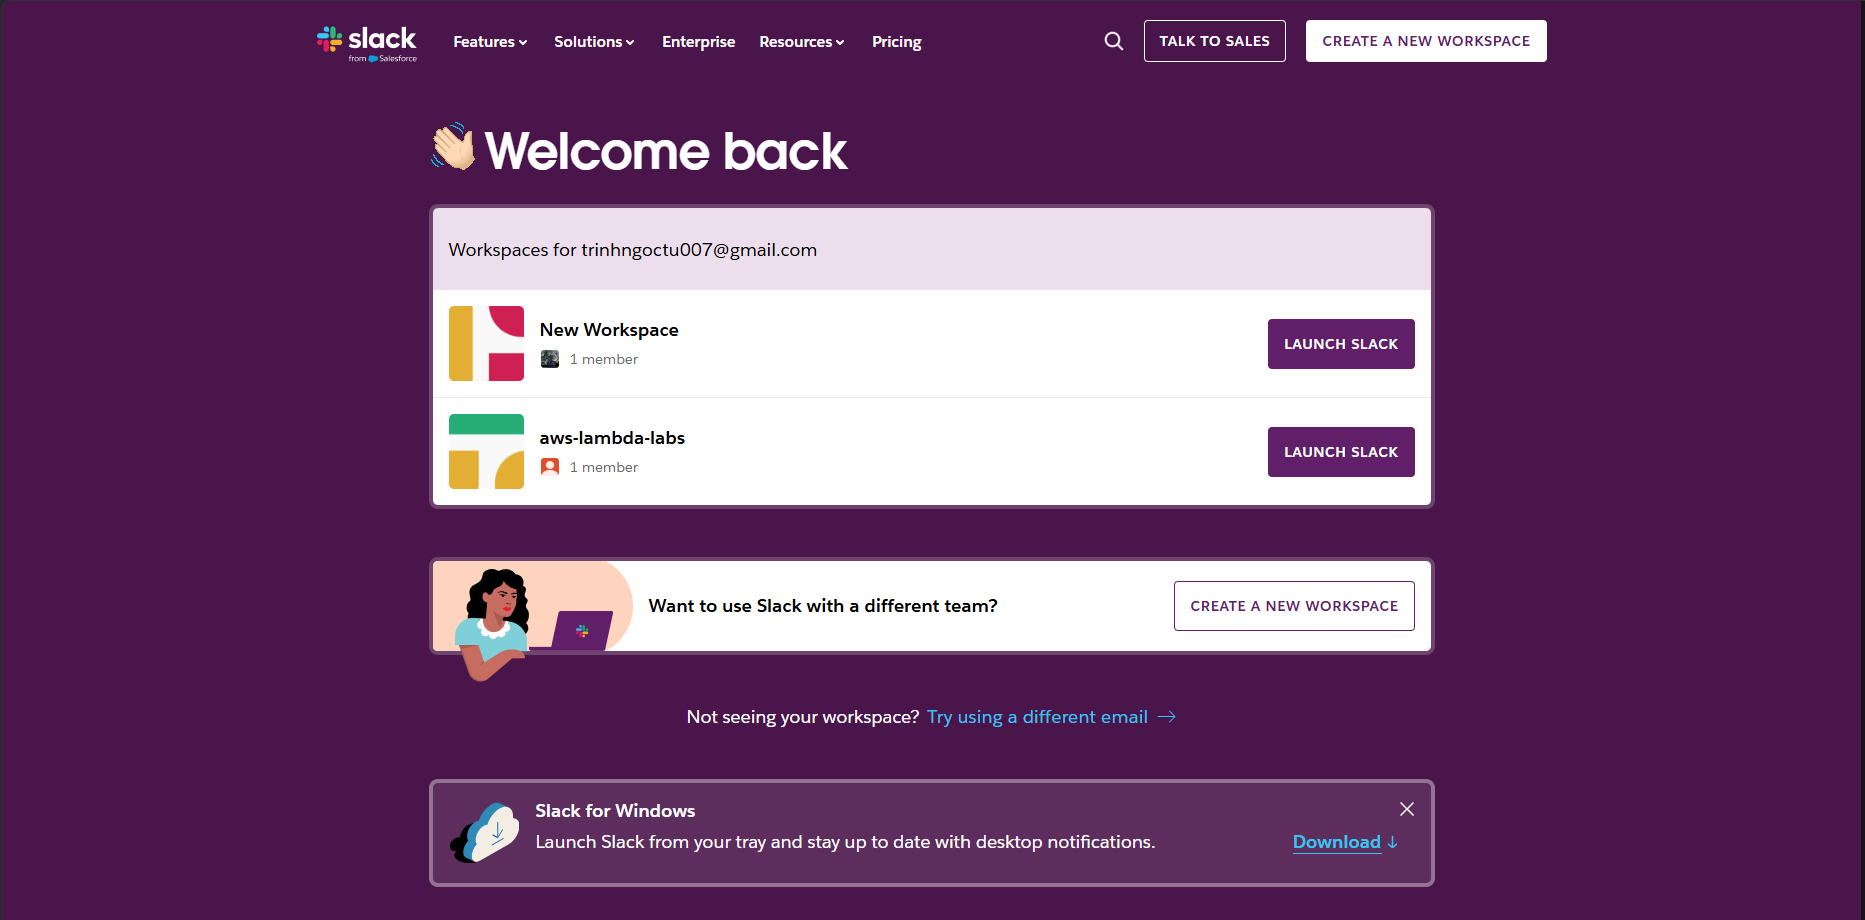 slack
from Salesforce
Features
Solutions
Enterprise
Resources
Pricing
TALK TO SALES
CREATE A NEW WORKSPACE
Welcome back
Workspaces for trinhngoctu007@gmail.com
New Workspace
1 member
LAUNCH SLACK
aws-lambda-labs
1 member
LAUNCH SLACK
Want to use Slack with a different team?
CREATE A NEW WORKSPACE
Not seeing your workspace? Try using a different email →
Slack for Windows
Launch Slack from your tray and stay up to date with desktop notifications.
Download ↓